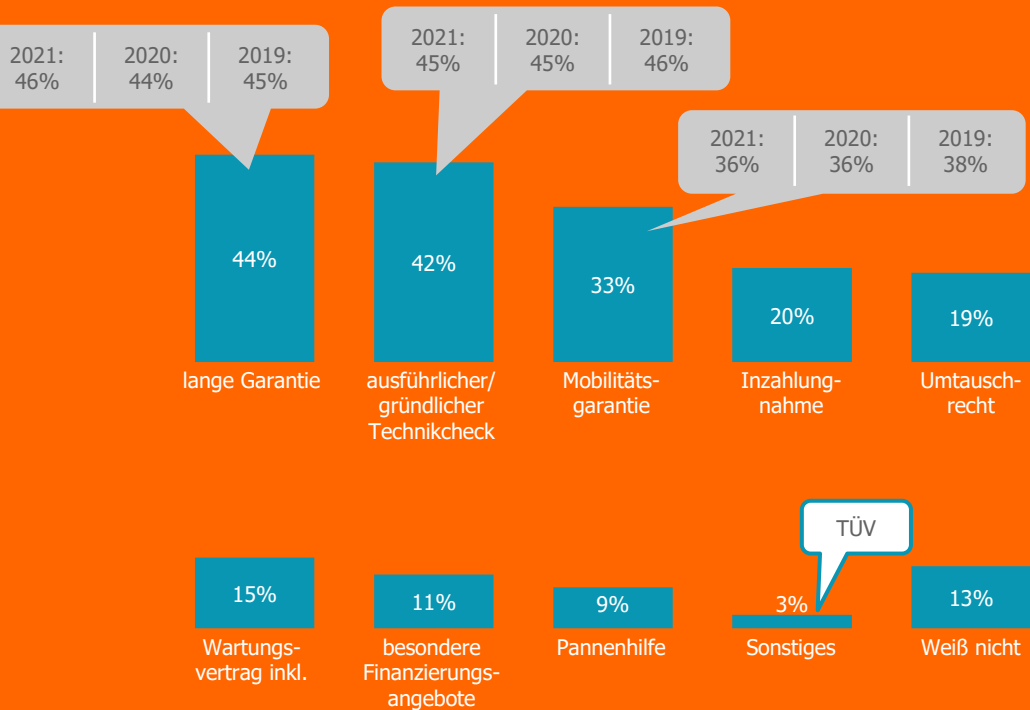 2021:
46%
2020:
44%
2019:
45%
2021:
45%
2020:
45%
2019:
46%
2021:
36%
2020:
36%
2019:
38%
44%
42%
33%
20%
19%
lange Garantie
ausführlicher/
gründlicher
Technikcheck
Mobilitäts-
garantie
Inzahlung-
nahme
Umtausch-
recht
TÜV
15%
11%
9%
3%
13%
Wartungs-
vertrag inkl.
besondere
Finanzierungs-
angebote
Pannenhilfe
Sonstiges
Weiß nicht